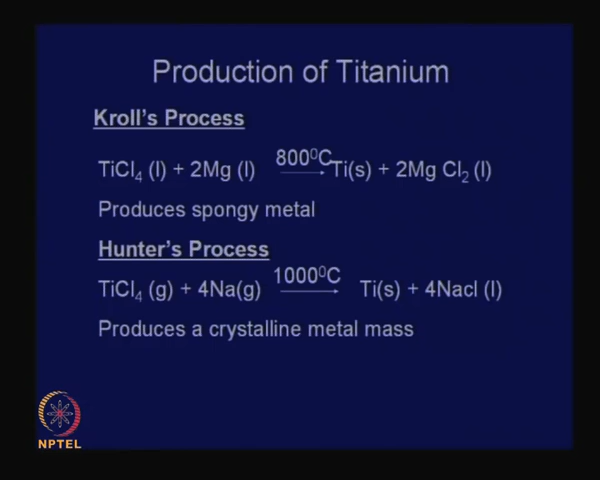 Production of Titanium
Kroll's Process
TiCl₄ (l) + 2Mg (l) 800⁰C Ti(s) + 2Mg Cl₂ (l)
Produces spongy metal
Hunter's Process
TiCl₄ (g) + 4Na(g) 1000⁰C Ti(s) + 4Nacl (l)
Produces a crystalline metal mass
NPTEL